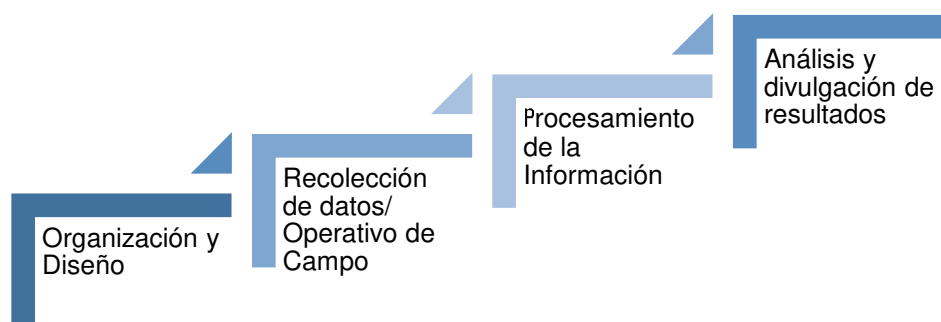 Organización y
Diseño
Recolección
de datos/
Operativo de
Campo
Procesamiento
de la
Información
Análisis y
divulgación de
resultados